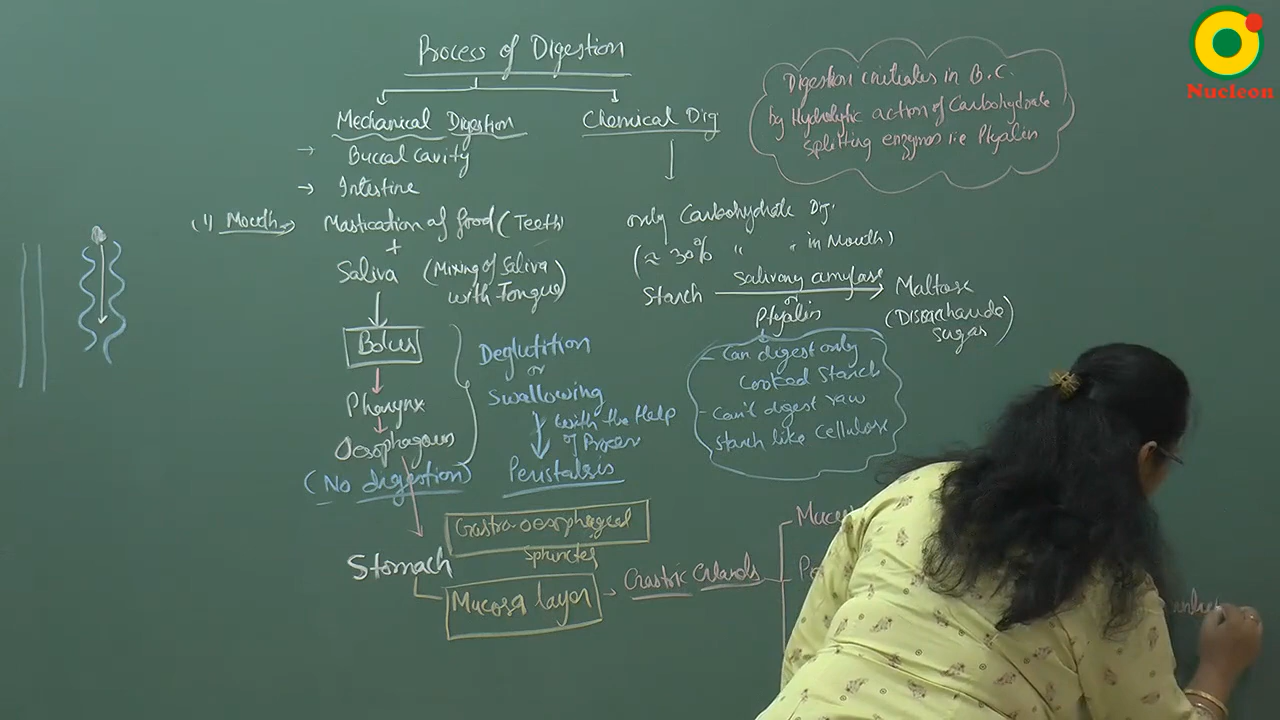 Process of Digestion
Mechanical Digestion
→ Buccal cavity
→ Intestine
Chemical Dig
Digestion initiates in B.C.
by Hydrolytic action of Carbohydrate
splitting enzymes i.e Ptyalin
(1) Mouth →
Mastication of food (Teeth)
+
Saliva (Mixing of Saliva
with Tongue)
Bolus
Pharynx
Oesophagous
(No digestion)
Deglutition
or
Swallowing
with the Help
of Process
Peristalsis
only Carbohydrate Dig.
(≈ 30% " " in Mouth)
Starch
Salivary amylase
or
Ptyalin
Maltose
(Disaccharide
sugar)
- Can digest only
Cooked Starch
- Can't digest raw
Starch like Cellulose
Stomach
Gastro-oesophageal
Sphincter
Mucosa layer
→ Gastric Glands
Nucleon